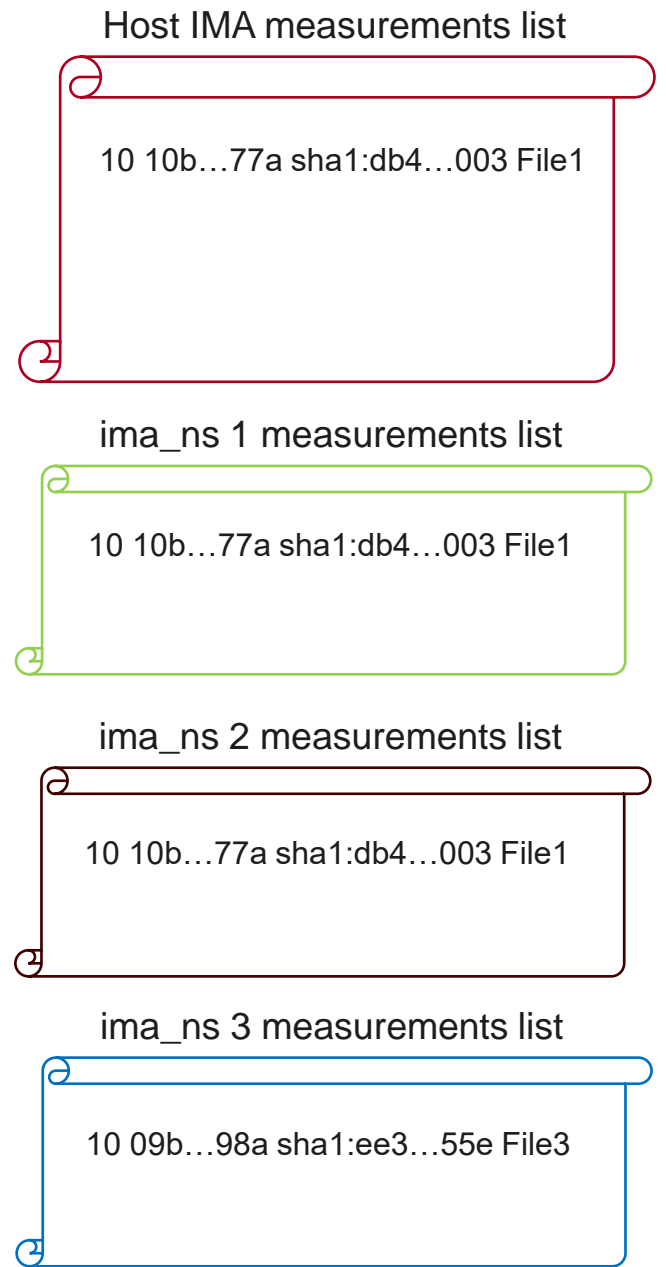 Host IMA measurements list
10 10b…77a sha1:db4…003 File1
ima_ns 1 measurements list
10 10b…77a sha1:db4…003 File1
ima_ns 2 measurements list
10 10b…77a sha1:db4…003 File1
ima_ns 3 measurements list
10 09b…98a sha1:ee3…55e File3